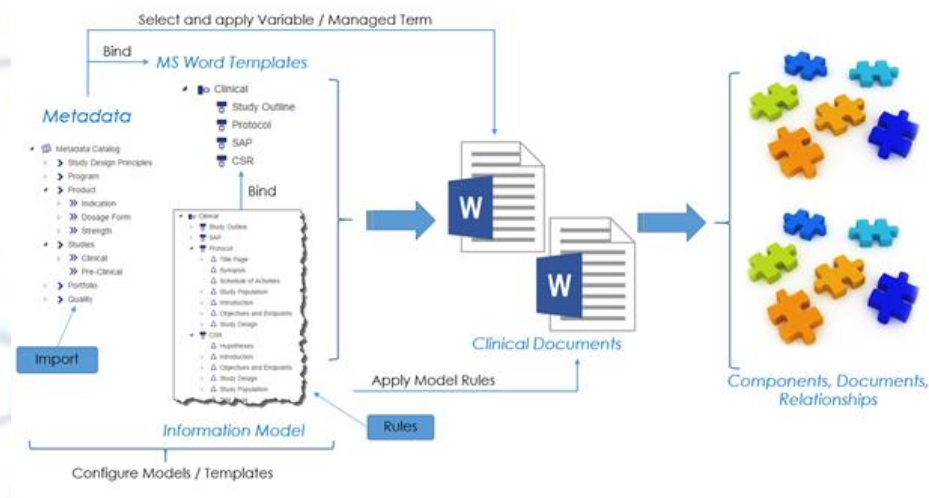 Select and apply Variable / Managed Term
Bind
MS Word Templates
Clinical
Study Outline
Protocol
SAP
CSR
Metadata
Metadata Catalog
Study Design Principles
Program
Product
Indication
Dosage Form
Strength
Studies
Clinical
Pre-Clinical
Portfolio
Quality
Import
Bind
Clinical
Study Outline
SAP
Protocol
Title Page
Synopsis
Schedule of Activities
Study Population
Introduction
Objectives and Endpoints
Study Design
CSR
Hypotheses
Introduction
Objectives and Endpoints
Study Design
Study Population
Information Model
Rules
Configure Models / Templates
W
W
Clinical Documents
Apply Model Rules
Components, Documents,
Relationships